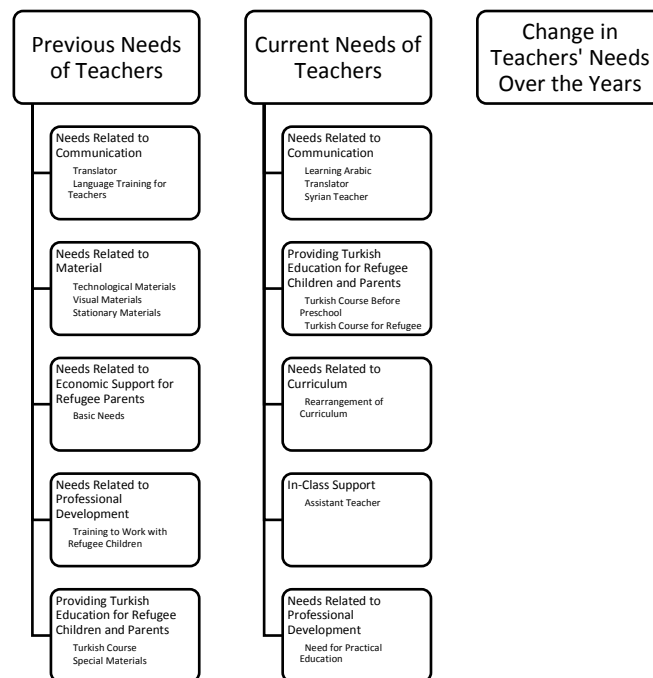 Previous Needs
of Teachers
Needs Related to
Communication
Translator
Language Training for
Teachers
Needs Related to
Material
Technological Materials
Visual Materials
Stationary Materials
Needs Related to
Economic Support for
Refugee Parents
Basic Needs
Needs Related to
Professional
Development
Training to Work with
Refugee Children
Providing Turkish
Education for Refugee
Children and Parents
Turkish Course
Special Materials
Current Needs of
Teachers
Needs Related to
Communication
Learning Arabic
Translator
Syrian Teacher
Providing Turkish
Education for Refugee
Children and Parents
Turkish Course Before
Preschool
Turkish Course for Refugee
Needs Related to
Curriculum
Rearrangement of
Curriculum
In-Class Support
Assistant Teacher
Needs Related to
Professional
Development
Need for Practical
Education
Change in
Teachers' Needs
Over the Years